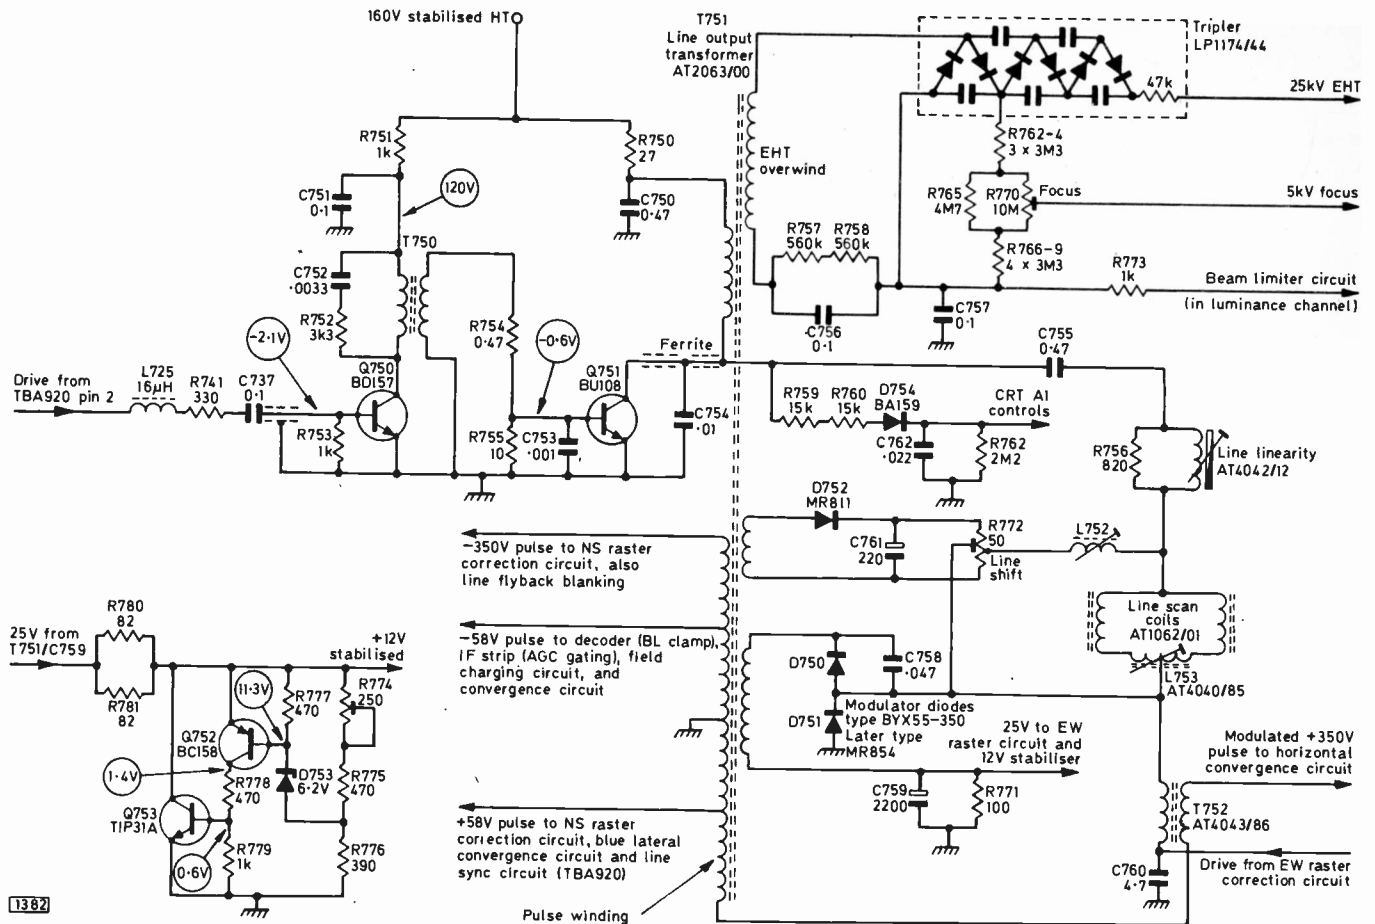 160V stabilised HT
T751
Line output
transformer
AT2063/00
Tripler
LP1174/44
47k
25kV EHT
R751
1k
R750
27
EHT
overwind
R762-4
3 x 3M3
C751
0.1
120V
C750
0.47
R765
4M7
R770
10M
Focus
5kV focus
T750
R757
560k
R758
560k
R766-9
4 x 3M3
C752
.0033
R773
1k
Beam limiter circuit
(in luminance channel)
R752
3k3
R754
0.47
C756
0.1
C757
0.1
-2.1V
-0.6V
Ferrite
C755
0.47
L725
16µH
Q750
BD157
Q751
BU108
Drive from
TBA920 pin 2
R741
330
C737
0.1
R759
15k
R760
15k
D754
BA159
CRT A1
controls
C754
.01
R753
1k
R755
10
C753
.001
C762
.022
R762
2M2
R756
820
Line linearity
AT4042/12
D752
MR811
R772
50
L752
-350V pulse to NS raster
correction circuit, also
line flyback blanking
C761
220
Line
shift
R780
82
Line scan
coils
AT1062/01
25V from
T751/C759
+12V
stabilised
-58V pulse to decoder (BL clamp),
IF strip (AGC gating), field
charging circuit, and
convergence circuit
D750
C758
.047
L753
AT4040/85
R781
82
11.3V
R777
470
R774
250
D751
Modulator diodes
type BYX55-350
Later type
MR854
Q752
BC158
25V to EW
raster circuit and
12V stabiliser
Modulated +350V
pulse to horizontal
convergence circuit
1.4V
R778
470
D753
6.2V
R775
470
C759
2200
R771
100
T752
AT4043/86
Q753
TIP31A
+58V pulse to NS raster
correction circuit, blue lateral
convergence circuit and line
sync circuit (TBA920)
0.6V
R779
1k
R776
390
C760
4.7
Drive from EW raster
correction circuit
1382
Pulse winding